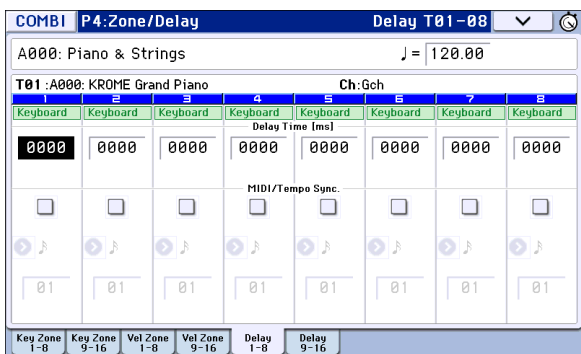 COMBI P4:Zone/Delay Delay T01-08
A000: Piano & Strings ♩= 120.00
T01 :A000: KROME Grand Piano Ch:Gch
1 2 3 4 5 6 7 8
Keyboard Keyboard Keyboard Keyboard Keyboard Keyboard Keyboard Keyboard
Delay Time [ms]
0000 0000 0000 0000 0000 0000 0000 0000
MIDI/Tempo Sync.
01 01 01 01 01 01 01 01
Key Zone 1-8 Key Zone 9-16 Vel Zone 1-8 Vel Zone 9-16 Delay 1-8 Delay 9-16